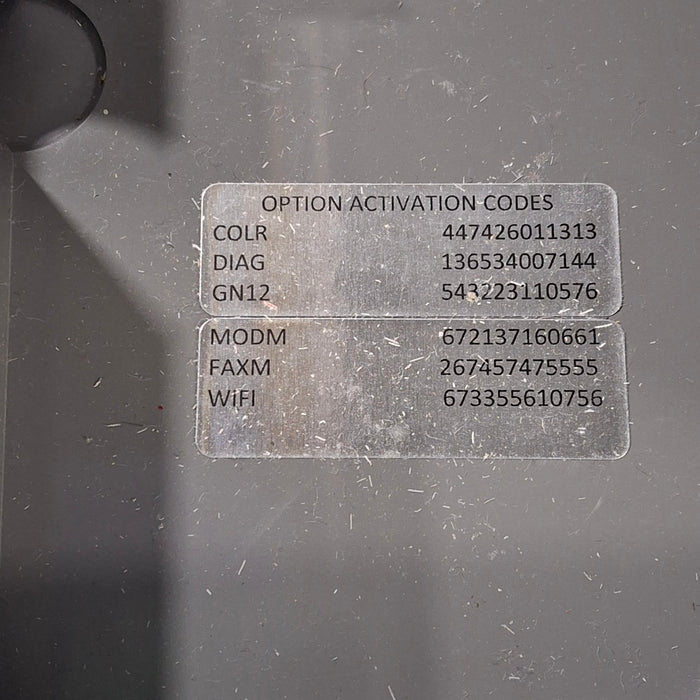 OPTION ACTIVATION CODES
COLR 447426011313
DIAG 136534007144
GN12 543223110576
MODM 672137160661
FAXM 267457475555
WiFI 673355610756